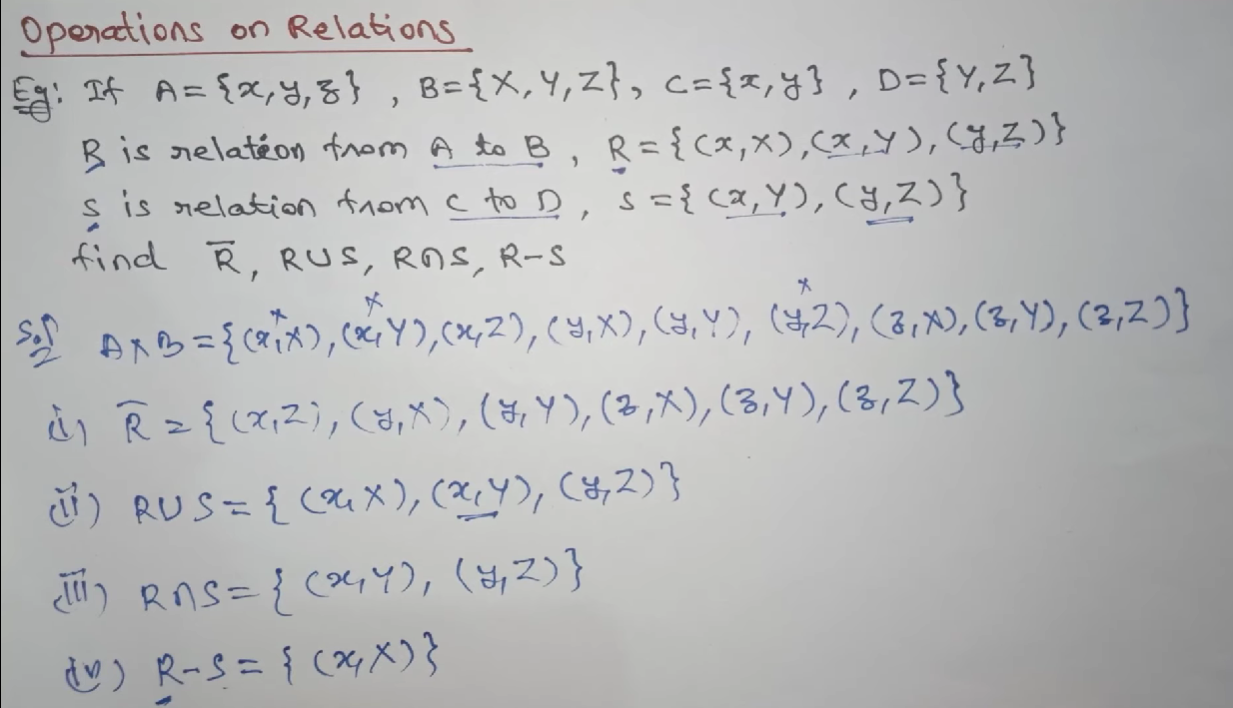 Operations on Relations
Eg: If A={x,y,z} , B={X,Y,Z}, C={x,y} , D={Y,Z}
R is relation from A to B , R={(x,X),(x,Y),(y,Z)}
S is relation from C to D, S={(x,Y),(y,Z)}
find R̅, RUS, R∩S, R-S
Sol A×B={(x,X),(x,Y),(x,Z),(y,X),(y,Y),(y,Z),(z,X),(z,Y),(z,Z)}
i) R̅={(x,Z),(y,X),(y,Y),(z,X),(z,Y),(z,Z)}
ii) RUS={(x,X),(x,Y),(y,Z)}
iii) R∩S={(x,Y),(y,Z)}
iv) R-S={(x,X)}